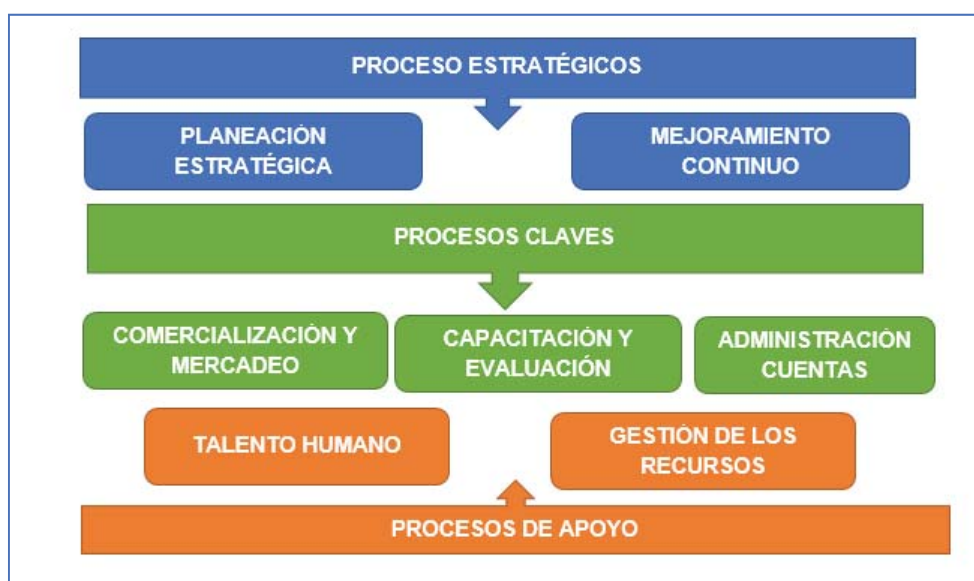 PROCESO ESTRATÉGICOS
PLANEACIÓN
ESTRATÉGICA
MEJORAMIENTO
CONTINUO
PROCESOS CLAVES
COMERCIALIZACIÓN Y
MERCADEO
CAPACITACIÓN Y
EVALUACIÓN
ADMINISTRACIÓN
CUENTAS
TALENTO HUMANO
GESTIÓN DE LOS
RECURSOS
PROCESOS DE APOYO